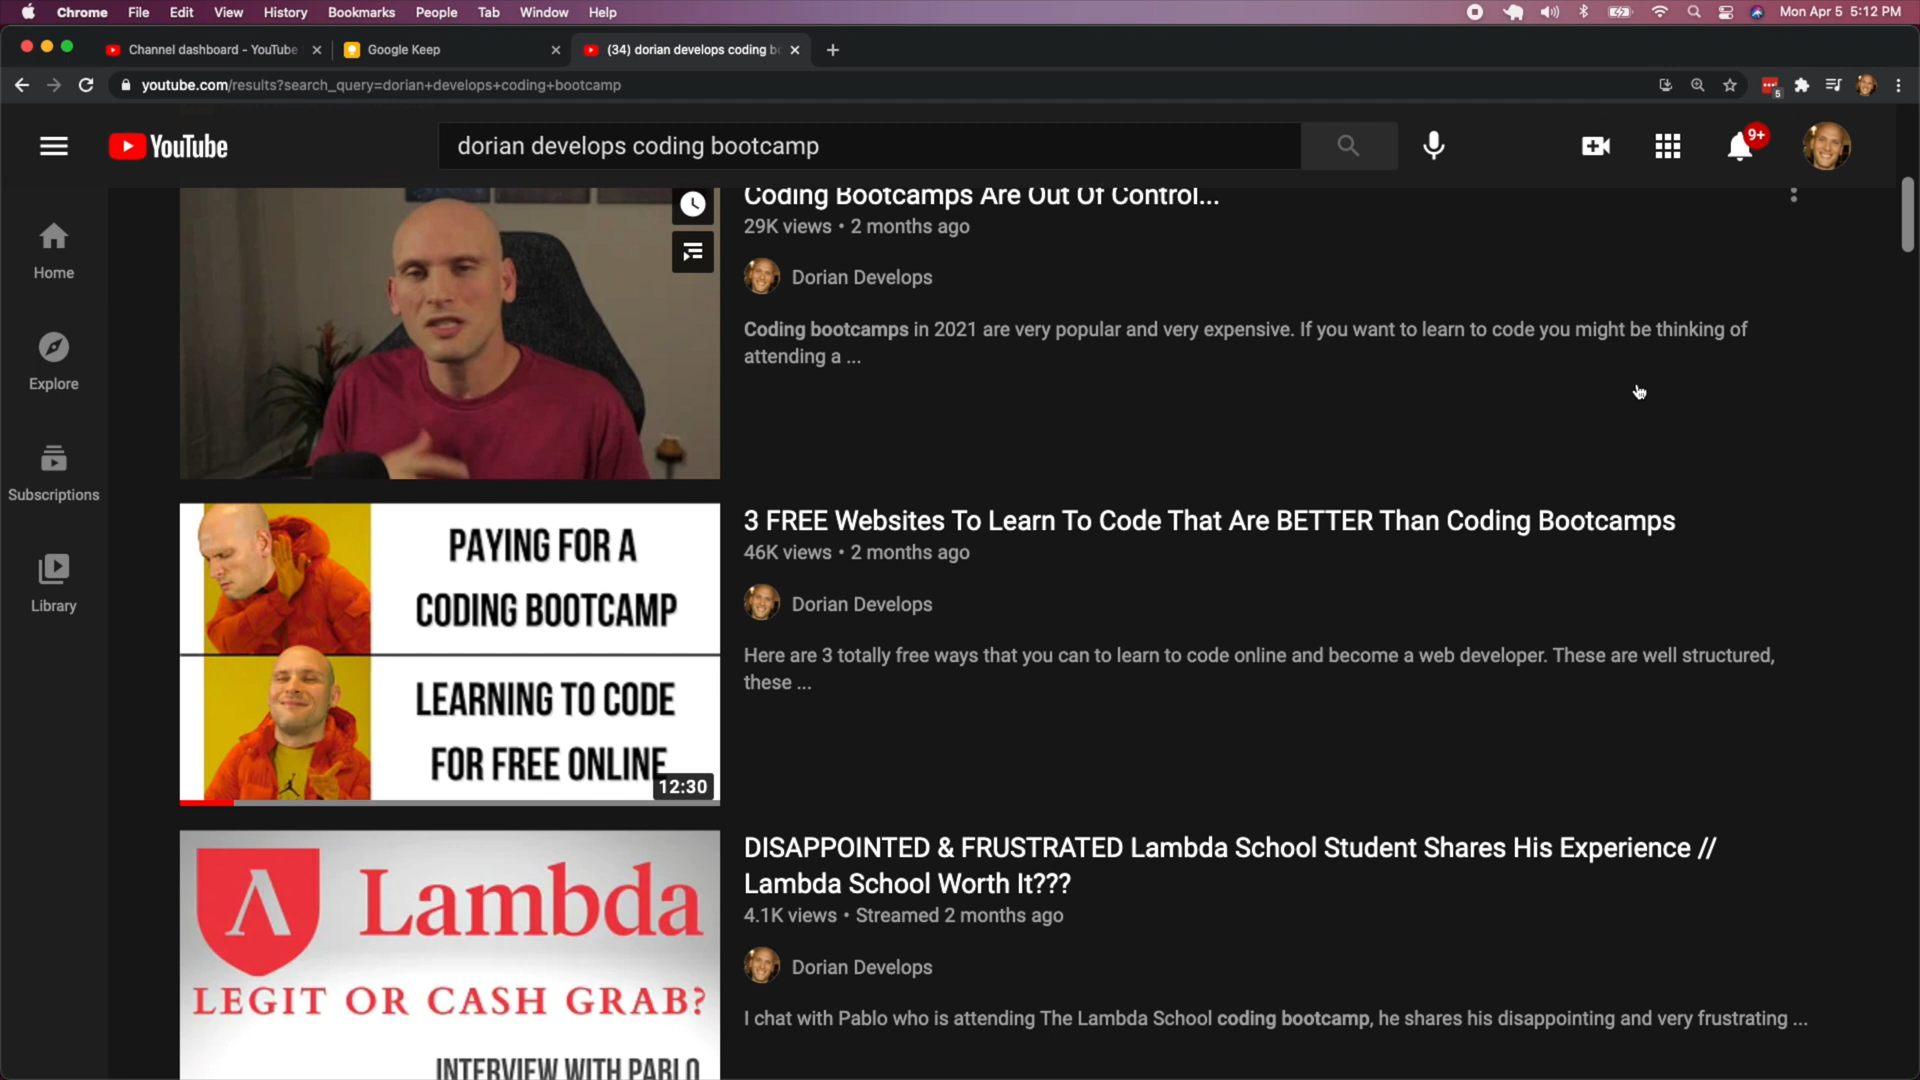 Chrome File Edit View History Bookmarks People Tab Window Help Mon Apr 5 5:12 PM
Channel dashboard - YouTube Google Keep (34) dorian develops coding bo
youtube.com/results?search_query=dorian+develops+coding+bootcamp 5
YouTube dorian develops coding bootcamp 9+
Home
Explore
Subscriptions
Library
Coding Bootcamps Are Out Of Control...
29K views • 2 months ago
Dorian Develops
Coding bootcamps in 2021 are very popular and very expensive. If you want to learn to code you might be thinking of
attending a ...
PAYING FOR A
CODING BOOTCAMP
LEARNING TO CODE
FOR FREE ONLINE
12:30
3 FREE Websites To Learn To Code That Are BETTER Than Coding Bootcamps
46K views • 2 months ago
Dorian Develops
Here are 3 totally free ways that you can to learn to code online and become a web developer. These are well structured,
these ...
Lambda
LEGIT OR CASH GRAB?
INTERVIEW WITH PABLO
DISAPPOINTED & FRUSTRATED Lambda School Student Shares His Experience //
Lambda School Worth It???
4.1K views • Streamed 2 months ago
Dorian Develops
I chat with Pablo who is attending The Lambda School coding bootcamp, he shares his disappointing and very frustrating ...